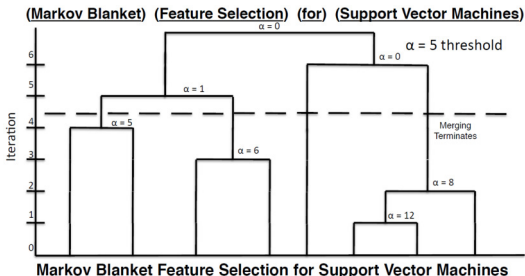 (Markov Blanket) (Feature Selection) (for) (Support Vector Machines)
α=0
α = 5 threshold
α = 0
6
α = 1
5
Merging
Terminates
α = 5
4
Iteration
α = 6
3
α = 8
2
α = 12
1
0
Markov Blanket Feature Selection for Support Vector Machines